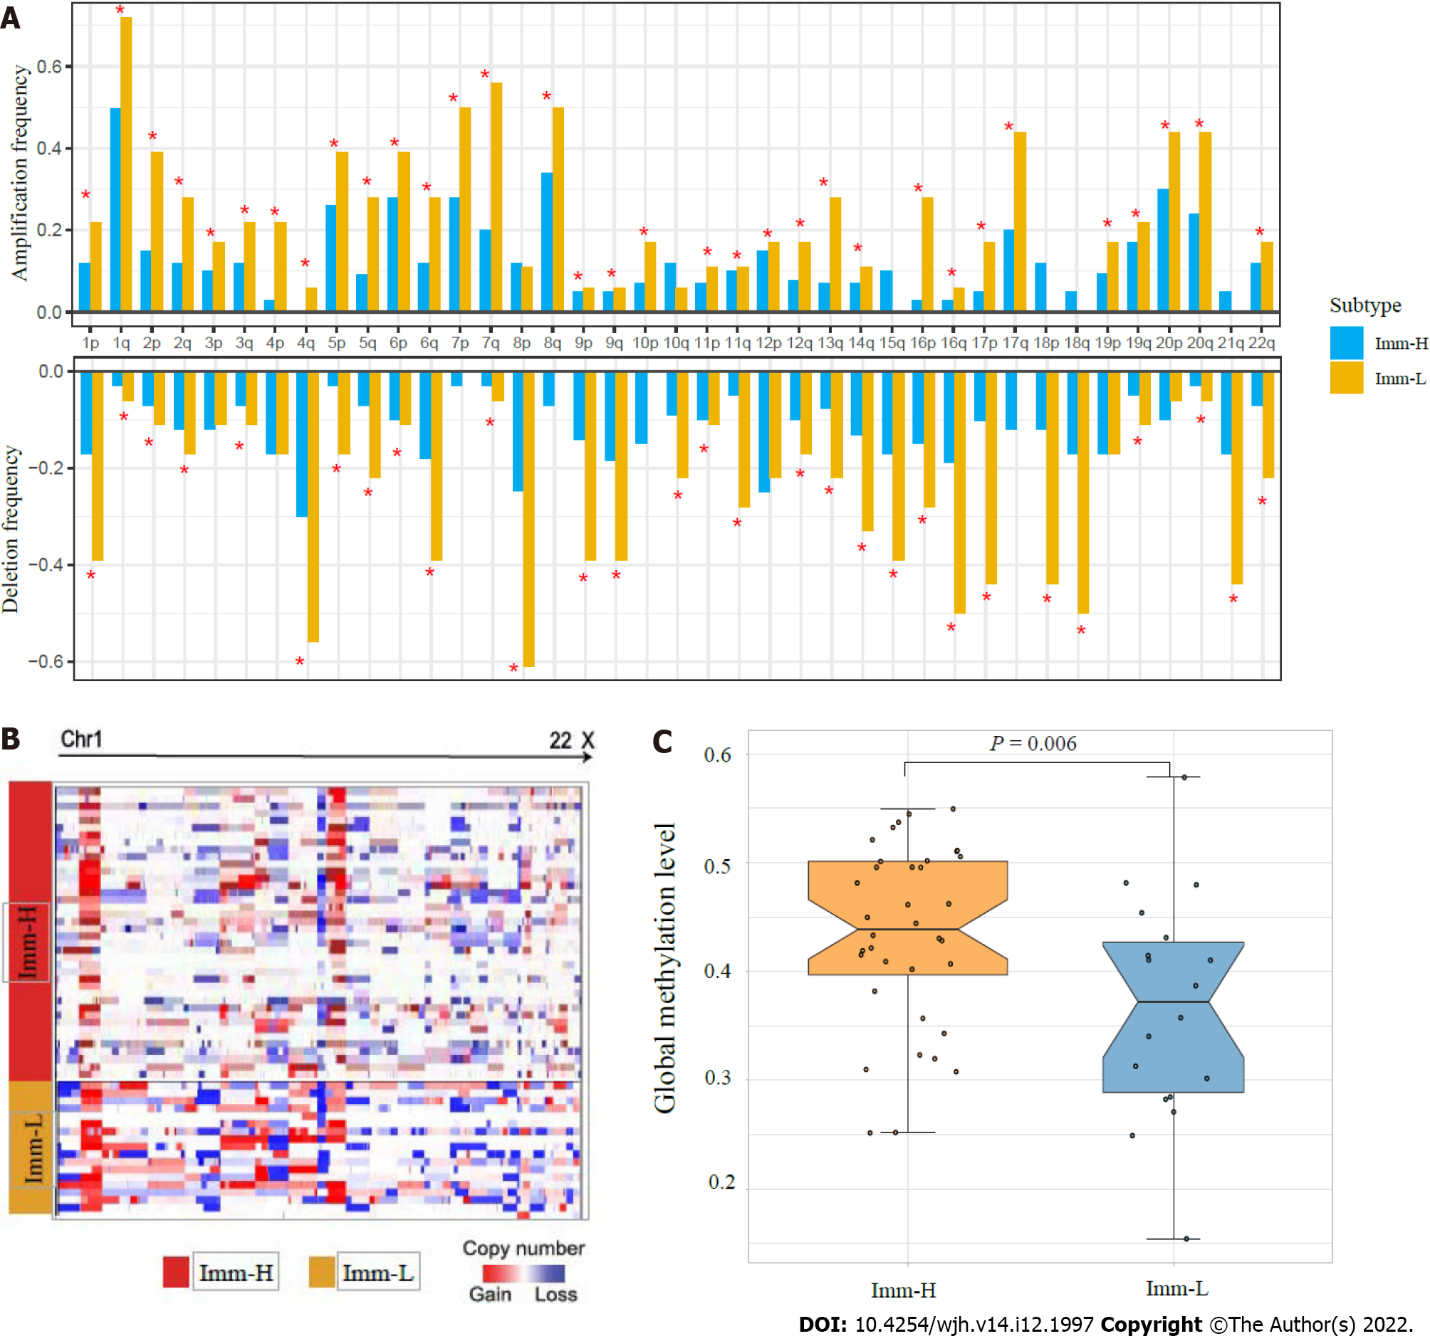 A
Amplification frequency
0.6
0.4
0.2
0.0
* * * * * * * * * * * * * * * * * * * * * * * * * * * * * * * * *
1p 1q 2p 2q 3p 3q 4p 4q 5p 5q 6p 6q 7p 7q 8p 8q 9p 9q 10p 10q 11p 11q 12p 12q 13q 14q 15q 16p 16q 17p 17q 18p 18q 19p 19q 20p 20q 21q 22q
Deletion frequency
0.0
−0.2
−0.4
−0.6
Subtype
Imm-H
Imm-L
B
Chr1 22 X
Imm-H
Imm-L
Imm-H Imm-L
Copy number
Gain Loss
C
P = 0.006
Global methylation level
0.6
0.5
0.4
0.3
0.2
Imm-H Imm-L
DOI: 10.4254/wjh.v14.i12.1997 Copyright ©The Author(s) 2022.